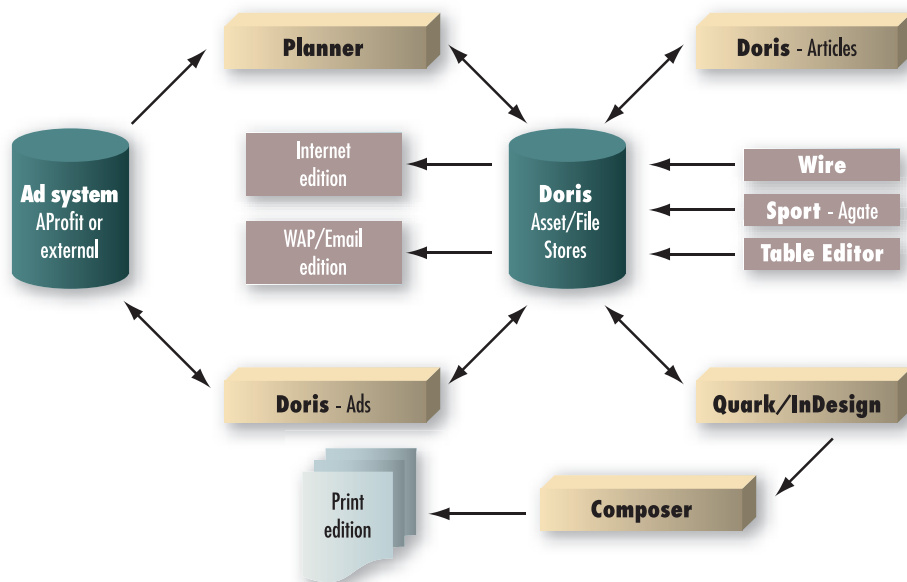 Planner
Doris - Articles
Internet
edition
Ad system
AProfit or
external
Doris
Asset/File
Stores
Wire
Sport - Agate
Table Editor
WAP/Email
edition
Doris - Ads
Quark/InDesign
Print
edition
Composer